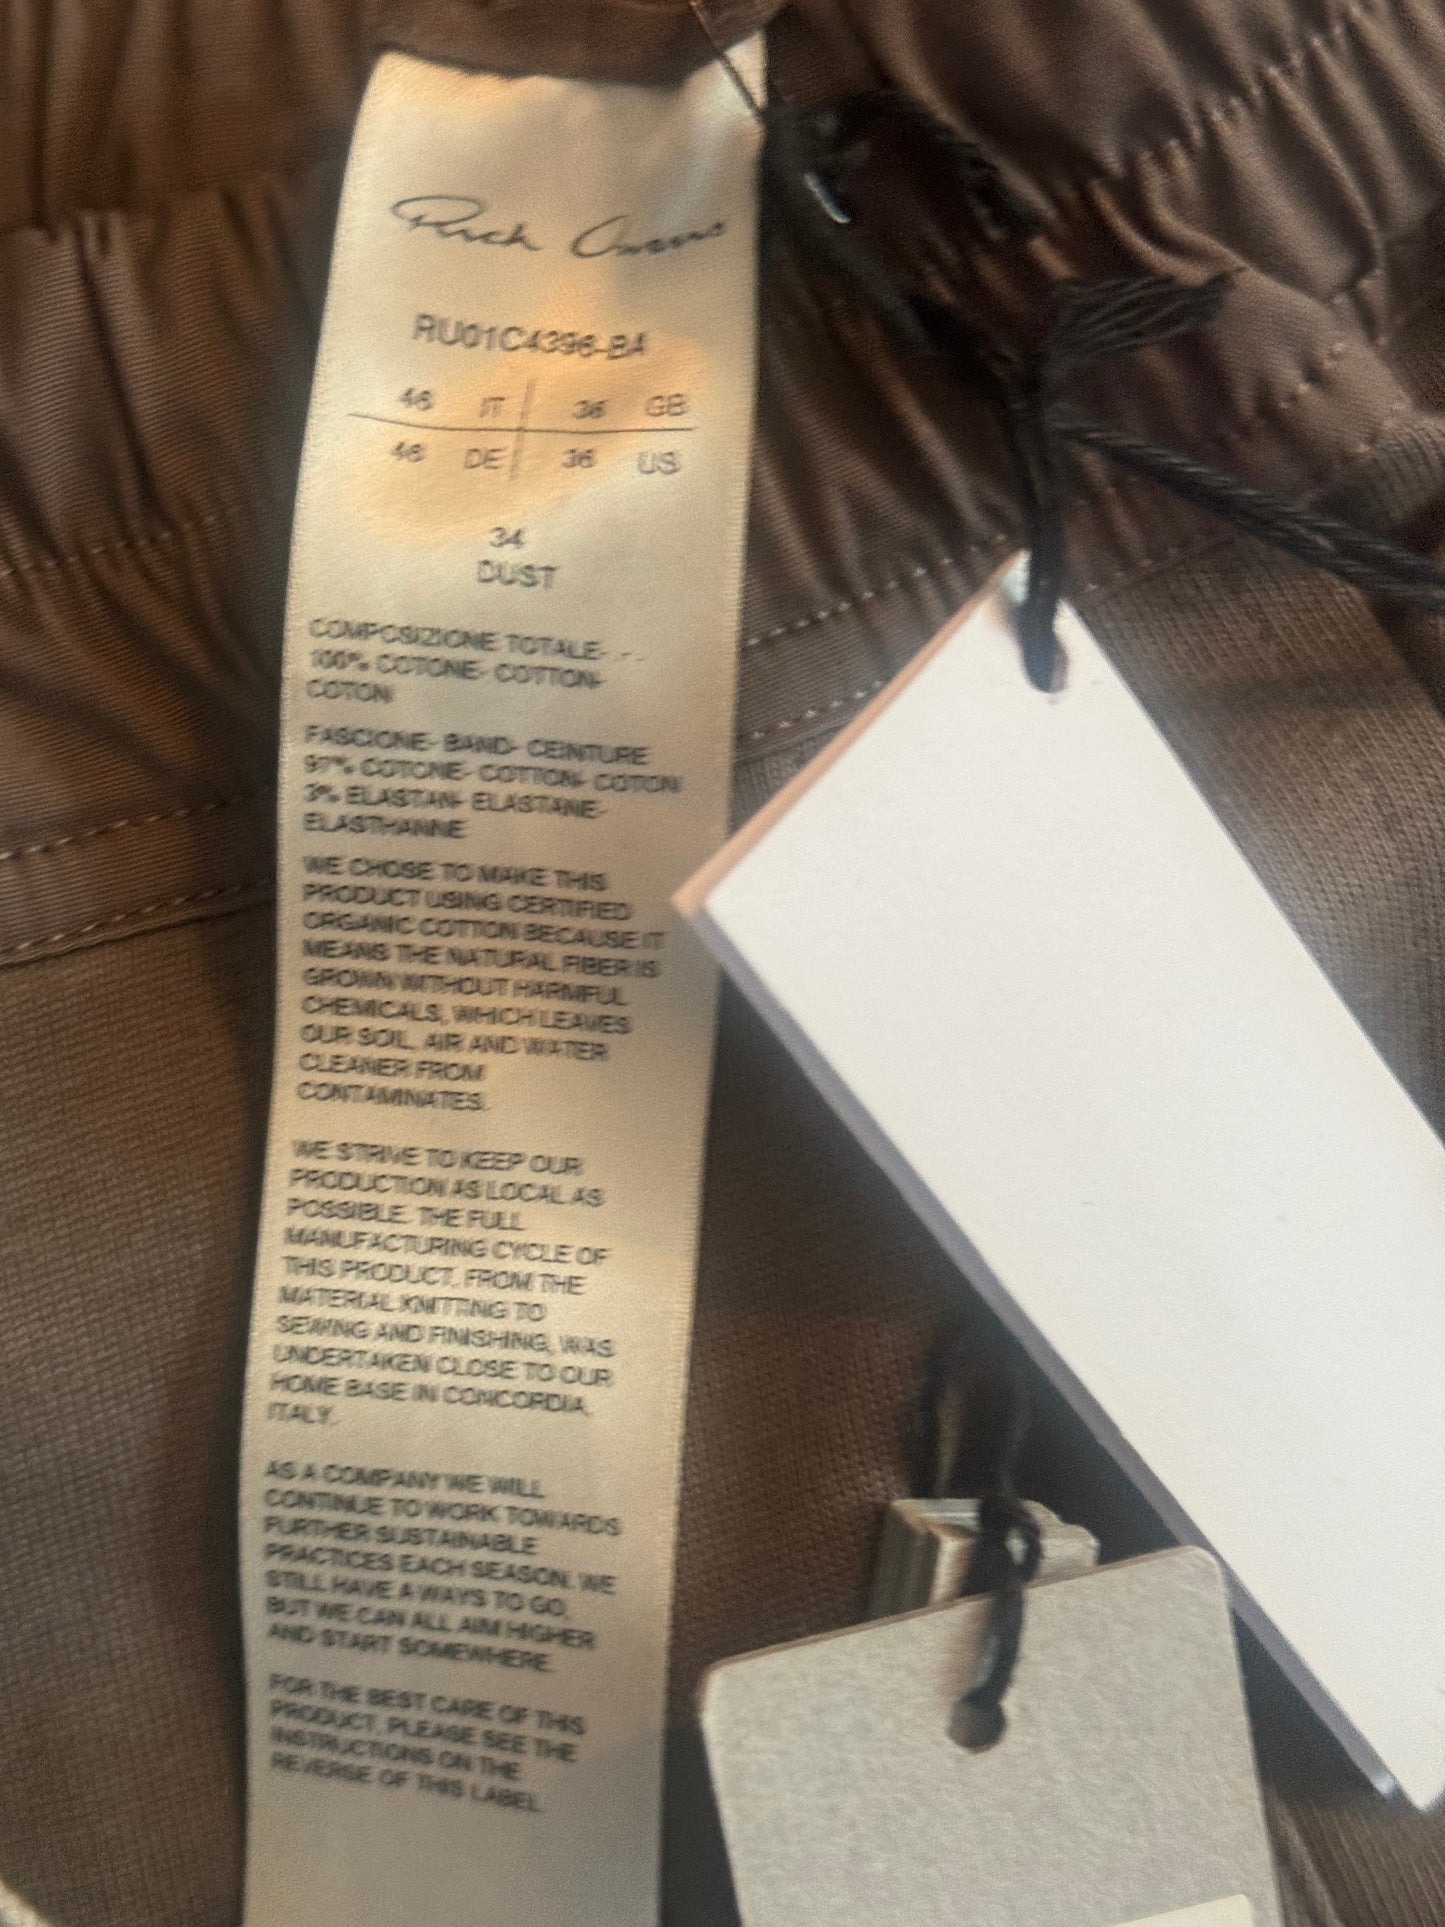 Rick Owens
RU01C4396-BA
46 IT 36 GB
46 DE 36 US
34
DUST
COMPOSIZIONE TOTALE-
100% COTONE- COTTON-
COTON
FASCIONE- BAND- CEINTURE
97% COTONE- COTTON- COTON
3% ELASTAN- ELASTANE-
ELASTHANNE
WE CHOSE TO MAKE THIS
PRODUCT USING CERTIFIED
ORGANIC COTTON BECAUSE IT
MEANS THE NATURAL FIBER IS
GROWN WITHOUT HARMFUL
CHEMICALS, WHICH LEAVES
OUR SOIL, AIR AND WATER
CLEANER FROM
CONTAMINATES.
WE STRIVE TO KEEP OUR
PRODUCTION AS LOCAL AS
POSSIBLE. THE FULL
MANUFACTURING CYCLE OF
THIS PRODUCT, FROM THE
MATERIAL KNITTING TO
SEWING AND FINISHING, WAS
UNDERTAKEN CLOSE TO OUR
HOME BASE IN CONCORDIA,
ITALY.
AS A COMPANY WE WILL
CONTINUE TO WORK TOWARDS
FURTHER SUSTAINABLE
PRACTICES EACH SEASON. WE
STILL HAVE A WAYS TO GO,
BUT WE CAN ALL AIM HIGHER
AND START SOMEWHERE.
FOR THE BEST CARE OF THIS
PRODUCT, PLEASE SEE THE
INSTRUCTIONS ON THE
REVERSE OF THIS LABEL.